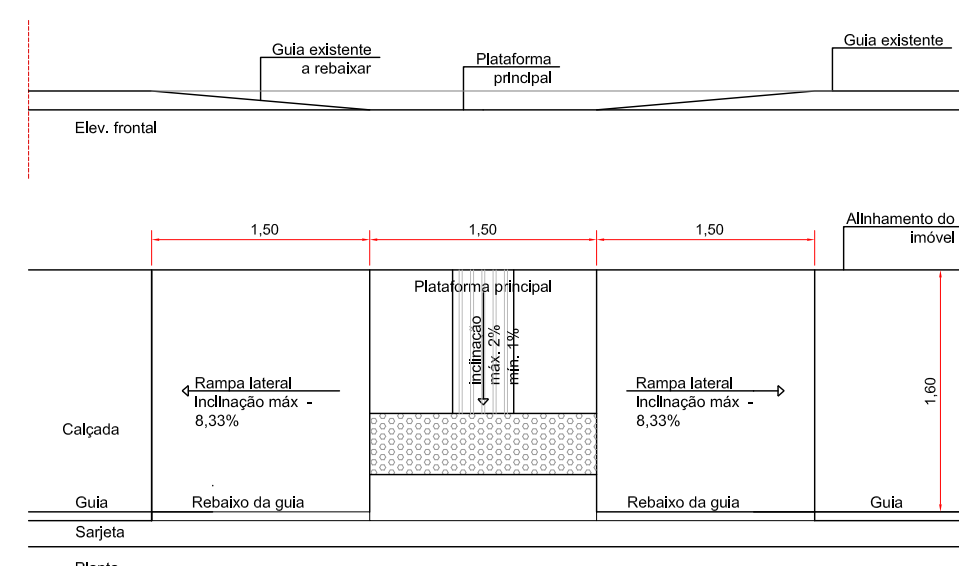 Guia existente
a rebaixar
Plataforma
principal
Guia existente
Elev. frontal
Alinhamento do
imóvel
1,50
1,50
1,50
Plataforma principal
inclinação
máx. 2%
mín. 1%
Rampa lateral
Inclinação máx -
8,33%
Rampa lateral
Inclinação máx -
8,33%
1,60
Calçada
Guia
Rebaixo da guia
Rebaixo da guia
Guia
Sarjeta